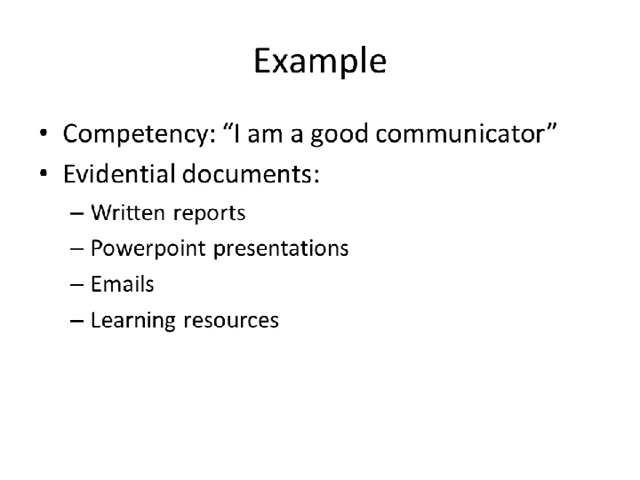 Example
• Competency: “I am a good communicator”
• Evidential documents:
– Written reports
– Powerpoint presentations
– Emails
– Learning resources